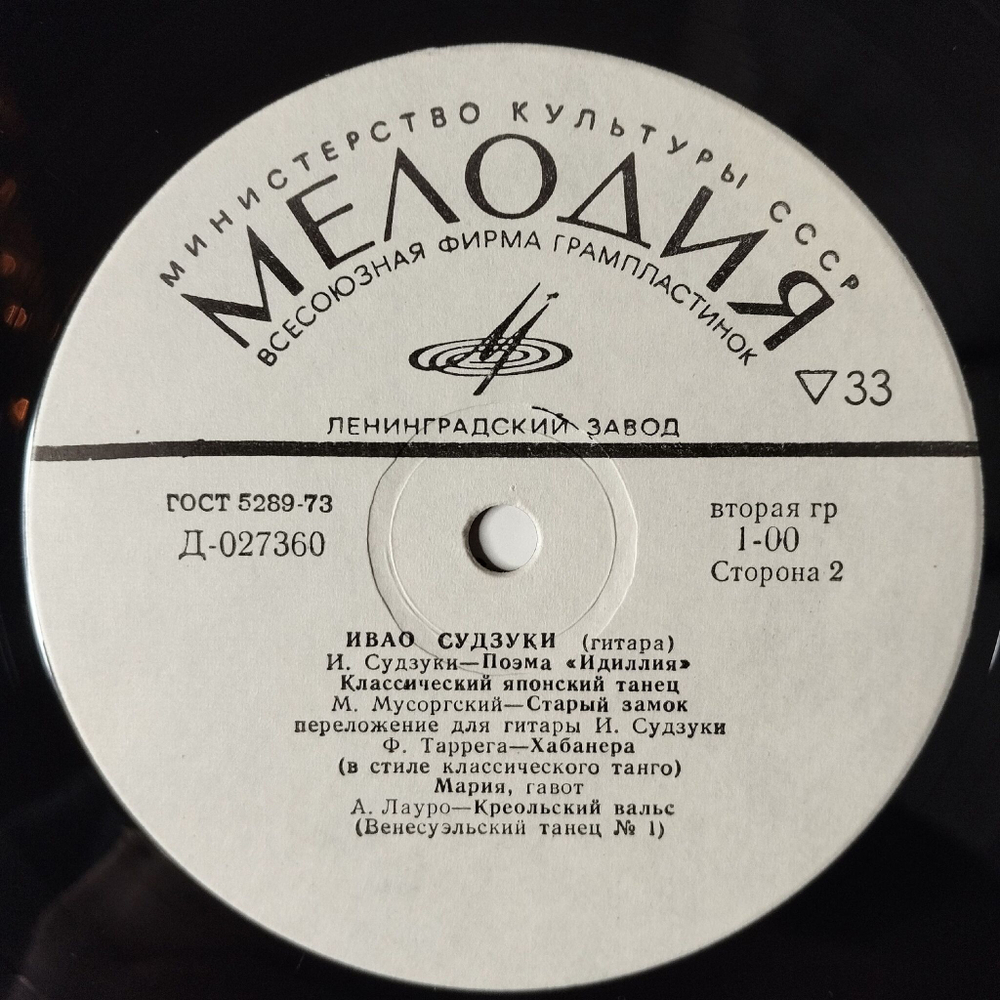 МИНИСТЕРСТВО КУЛЬТУРЫ СССР
МЕЛОДИЯ
ВСЕСОЮЗНАЯ ФИРМА ГРАМПЛАСТИНОК
▽33
ЛЕНИНГРАДСКИЙ ЗАВОД
ГОСТ 5289-73
Д-027360
вторая гр
1-00
Сторона 2
ИВАО СУДЗУКИ (гитара)
И. Судзуки—Поэма «Идиллия»
Классический японский танец
М. Мусоргский—Старый замок
переложение для гитары И. Судзуки
Ф. Таррега—Хабанера
(в стиле классического танго)
Мария, гавот
А. Лауро—Креольский вальс
(Венесуэльский танец № 1)